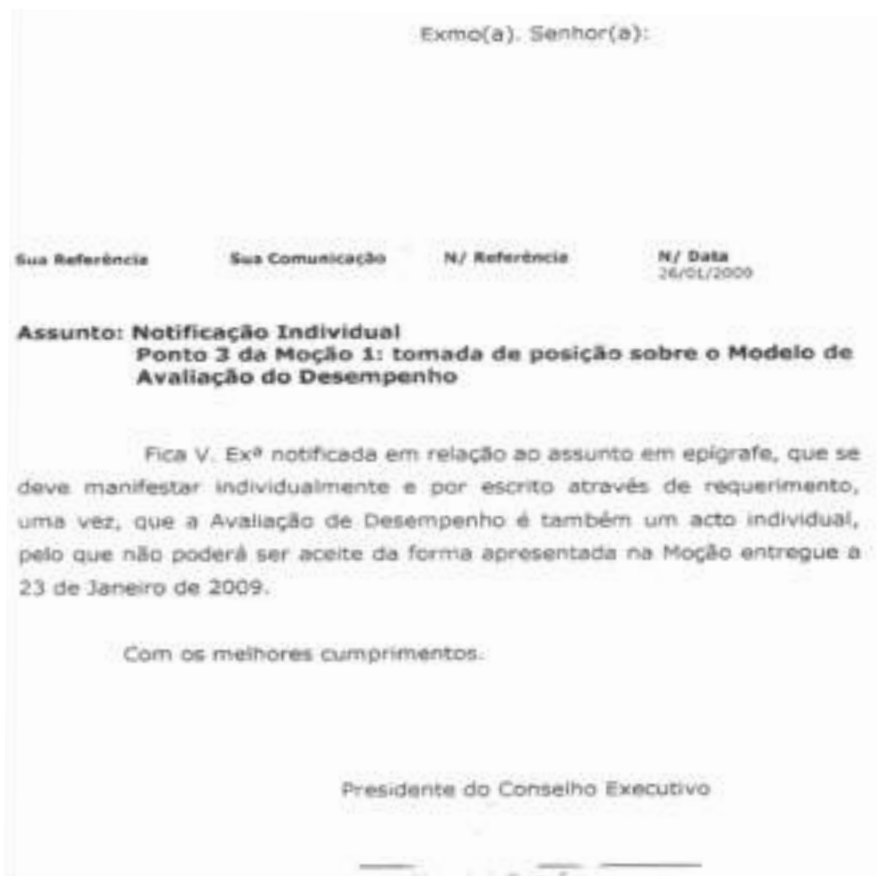 Exmo(a). Senhor(a):
Sua Referência Sua Comunicação N/ Referência N/ Data
26/01/2009
Assunto: Notificação Individual
Ponto 3 da Moção 1: tomada de posição sobre o Modelo de
Avaliação do Desempenho
Fica V. Exª notificada em relação ao assunto em epígrafe, que se
deve manifestar individualmente e por escrito através de requerimento,
uma vez, que a Avaliação de Desempenho é também um acto individual,
pelo que não poderá ser aceite da forma apresentada na Moção entregue a
23 de Janeiro de 2009.
Com os melhores cumprimentos.
Presidente do Conselho Executivo